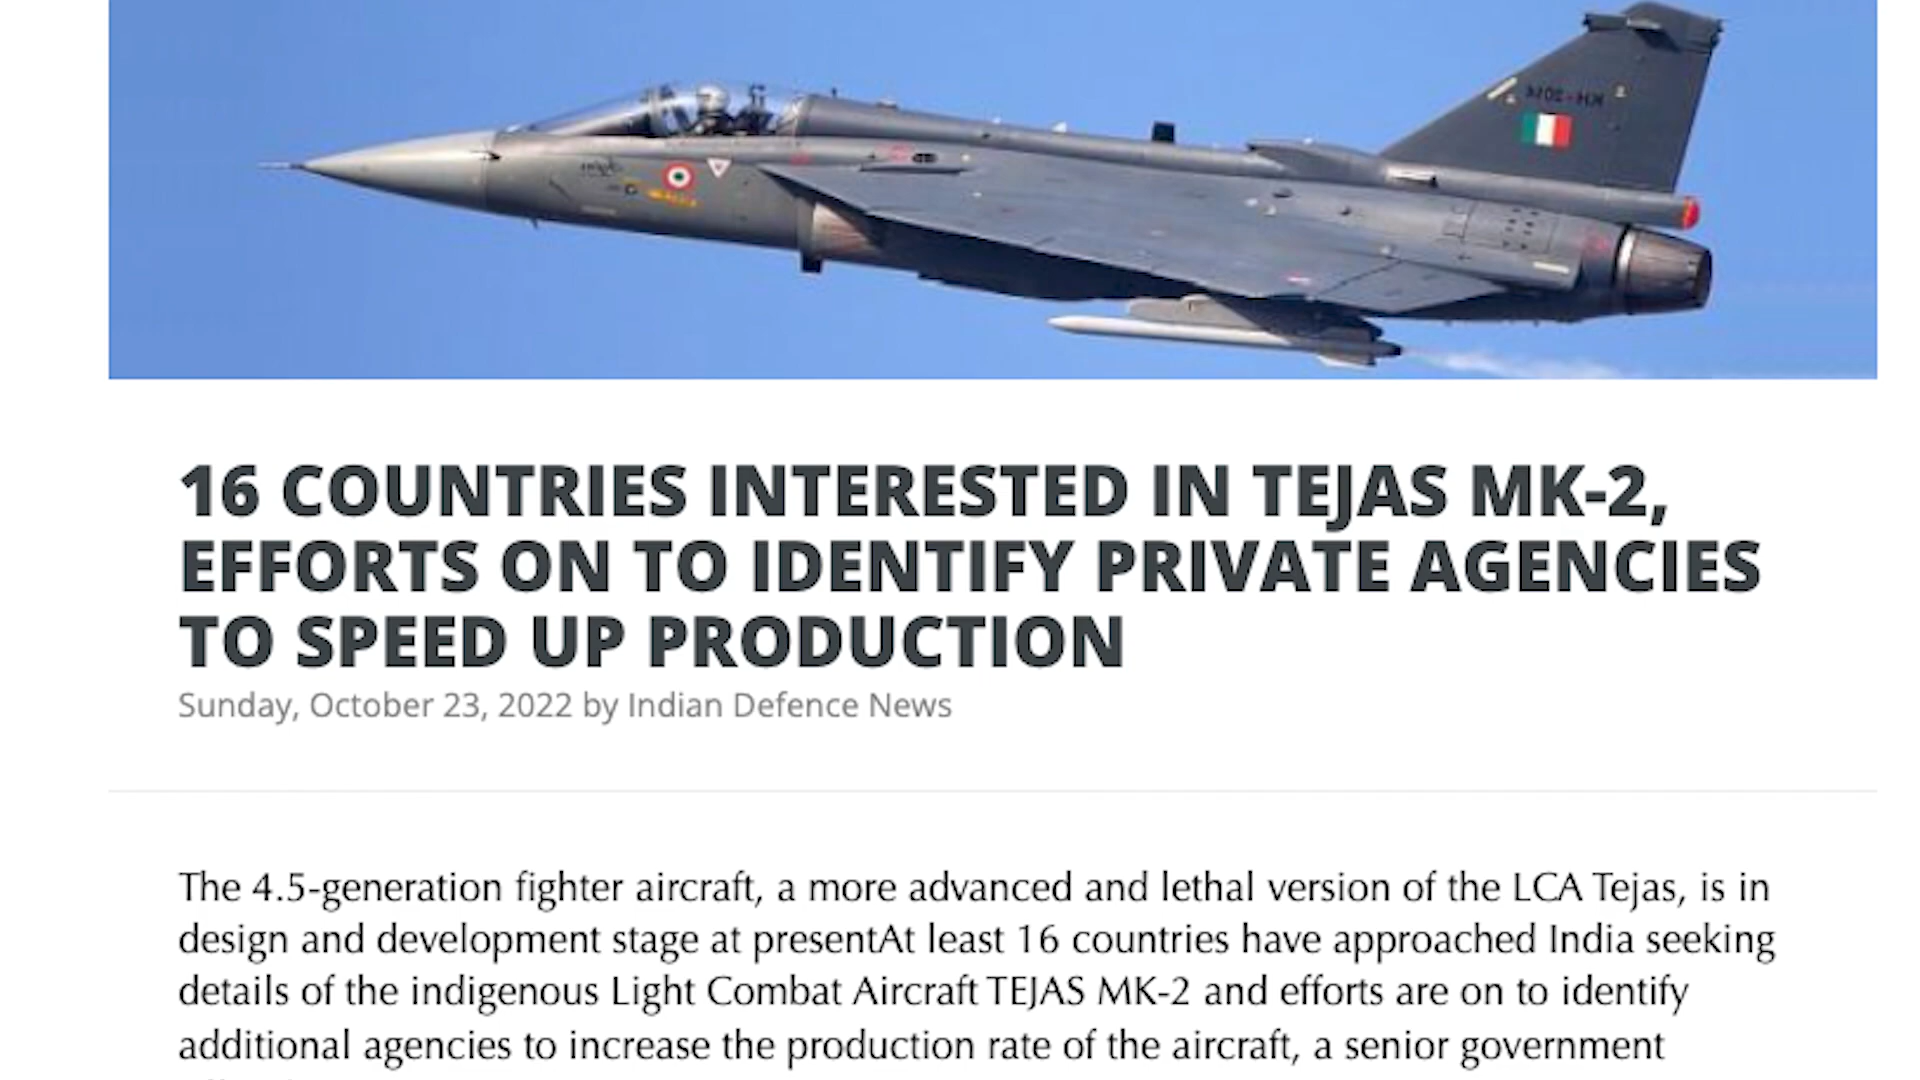 16 COUNTRIES INTERESTED IN TEJAS MK-2,
EFFORTS ON TO IDENTIFY PRIVATE AGENCIES
TO SPEED UP PRODUCTION
Sunday, October 23, 2022 by Indian Defence News
The 4.5-generation fighter aircraft, a more advanced and lethal version of the LCA Tejas, is in
design and development stage at presentAt least 16 countries have approached India seeking
details of the indigenous Light Combat Aircraft TEJAS MK-2 and efforts are on to identify
additional agencies to increase the production rate of the aircraft, a senior government